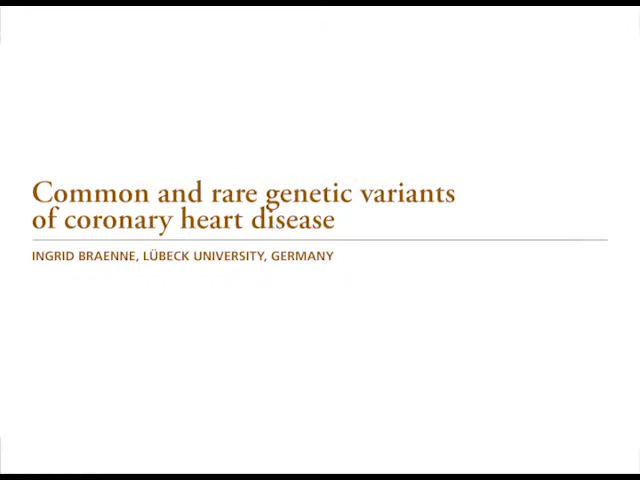 Common and rare genetic variants
of coronary heart disease
INGRID BRAENNE, LÜBECK UNIVERSITY, GERMANY